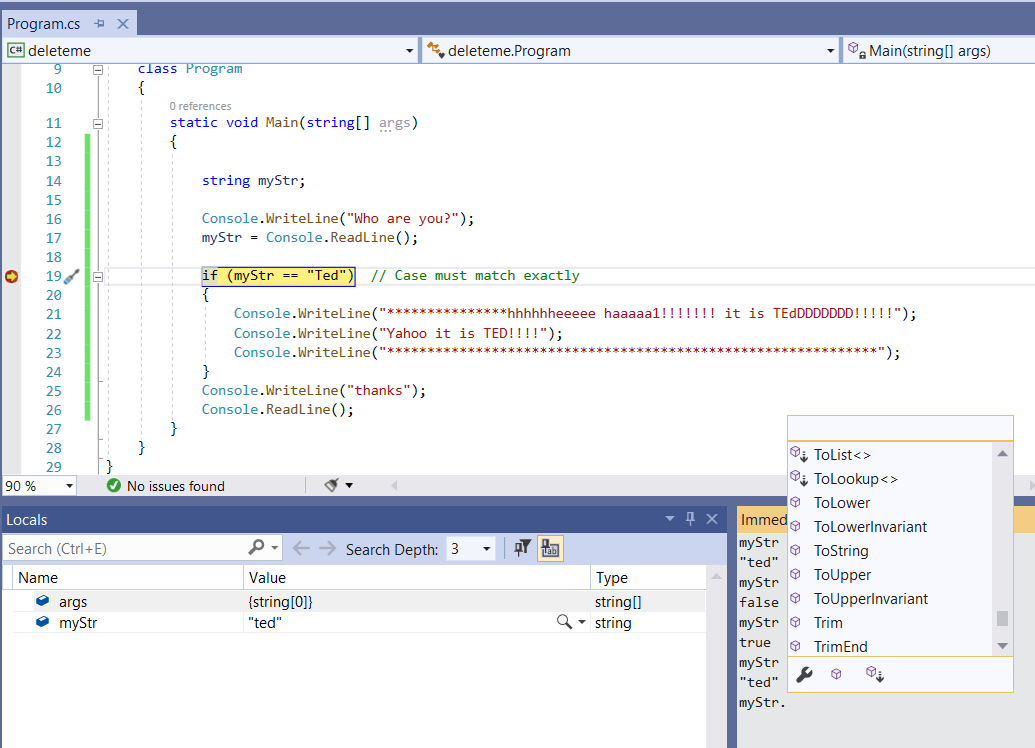 Program.cs
C# deleteme
deleteme.Program
Main(string[] args)
9 class Program
10 {
0 references
11 static void Main(string[] args)
12 {
13
14 string myStr;
15
16 Console.WriteLine("Who are you?");
17 myStr = Console.ReadLine();
18
19 if (myStr == "Ted") // Case must match exactly
20 {
21 Console.WriteLine("***************hhhhhheeeee haaaaa1!!!!!!! it is TEdDDDDDDD!!!!!");
22 Console.WriteLine("Yahoo it is TED!!!!");
23 Console.WriteLine("*************************************************************");
24 }
25 Console.WriteLine("thanks");
26 Console.ReadLine();
27 }
28 }
29 }
90 % No issues found
Locals
Search (Ctrl+E) Search Depth: 3
Name Value Type
args {string[0]} string[]
myStr "ted" string
Immed
myStr
"ted"
myStr
false
myStr
true
myStr
"ted"
myStr.
ToList<>
ToLookup<>
ToLower
ToLowerInvariant
ToString
ToUpper
ToUpperInvariant
Trim
TrimEnd